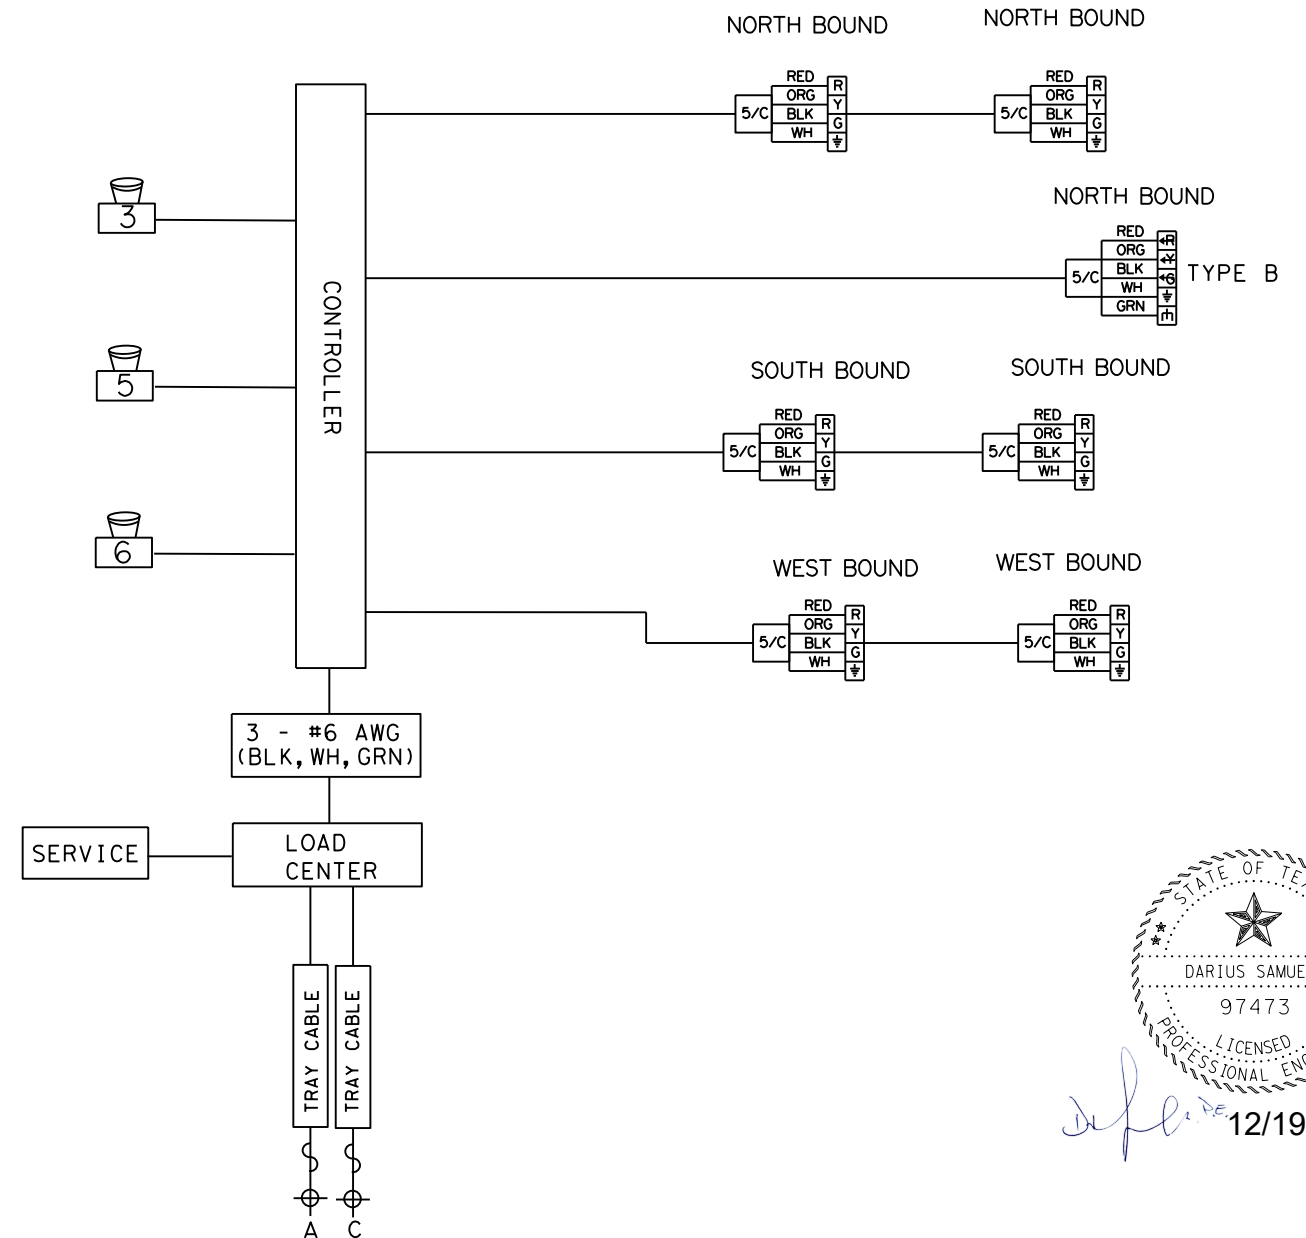 NORTH BOUND
NORTH BOUND
RED
ORG
5/C
BLK
WH
R
Y
G
RED
ORG
5/C
BLK
WH
R
Y
G
3
NORTH BOUND
RED
ORG
5/C
BLK
WH
GRN
R
Y
G
TYPE B
CONTROLLER
5
SOUTH BOUND
SOUTH BOUND
RED
ORG
5/C
BLK
WH
R
Y
G
RED
ORG
5/C
BLK
WH
R
Y
G
6
WEST BOUND
WEST BOUND
RED
ORG
5/C
BLK
WH
R
Y
G
RED
ORG
5/C
BLK
WH
R
Y
G
3 - #6 AWG
(BLK,WH,GRN)
SERVICE
LOAD
CENTER
TRAY CABLE
TRAY CABLE
A
C
STATE OF TE
DARIUS SAMUE
97473
LICENSED
PROFESSIONAL EN
P.E.
12/19